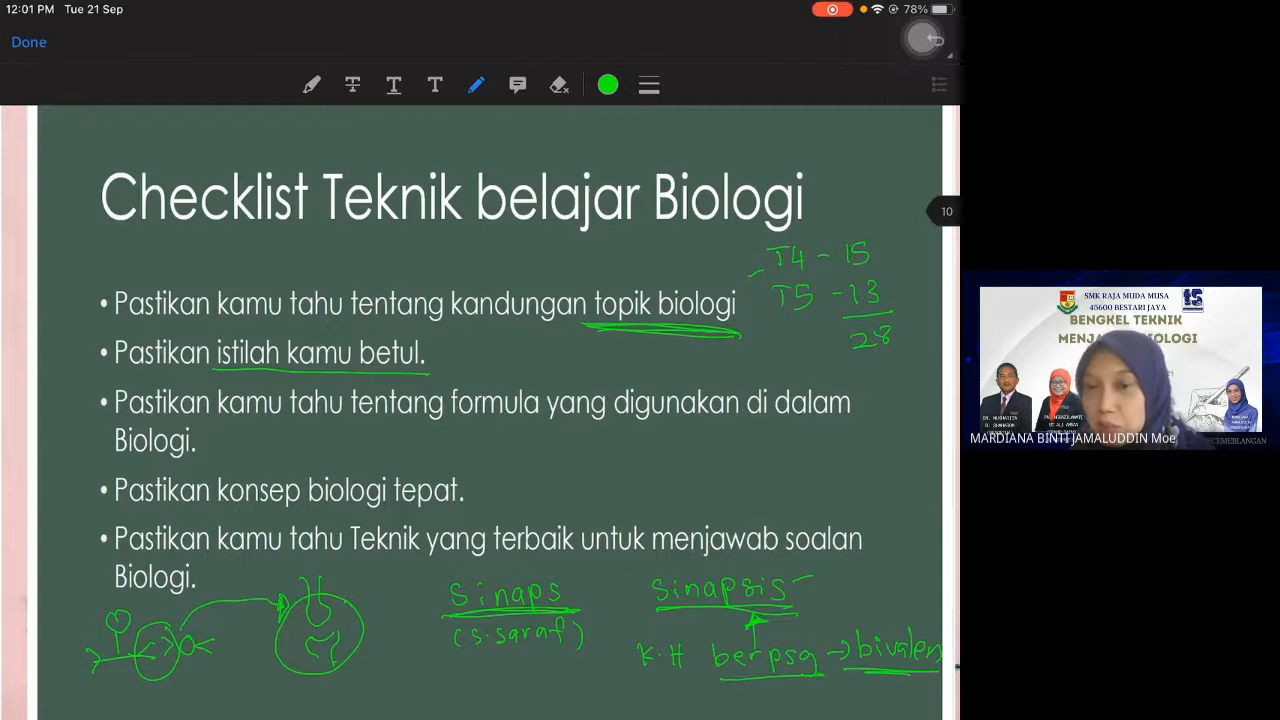 12:01 PM Tue 21 Sep
78%
Done
T T T
Checklist Teknik belajar Biologi
10
T4 - 15
T5 - 13
28
• Pastikan kamu tahu tentang kandungan topik biologi
• Pastikan istilah kamu betul.
• Pastikan kamu tahu tentang formula yang digunakan di dalam
Biologi.
• Pastikan konsep biologi tepat.
• Pastikan kamu tahu Teknik yang terbaik untuk menjawab soalan
Biologi.
sinaps
(s.saraf)
sinapsis
K.H berpsg → bivalen
SMK RAJA MUDA MUSA
45600 BESTARI JAYA
BENGKEL TEKNIK
MARDIANA BINTI JAMALUDDIN Moe